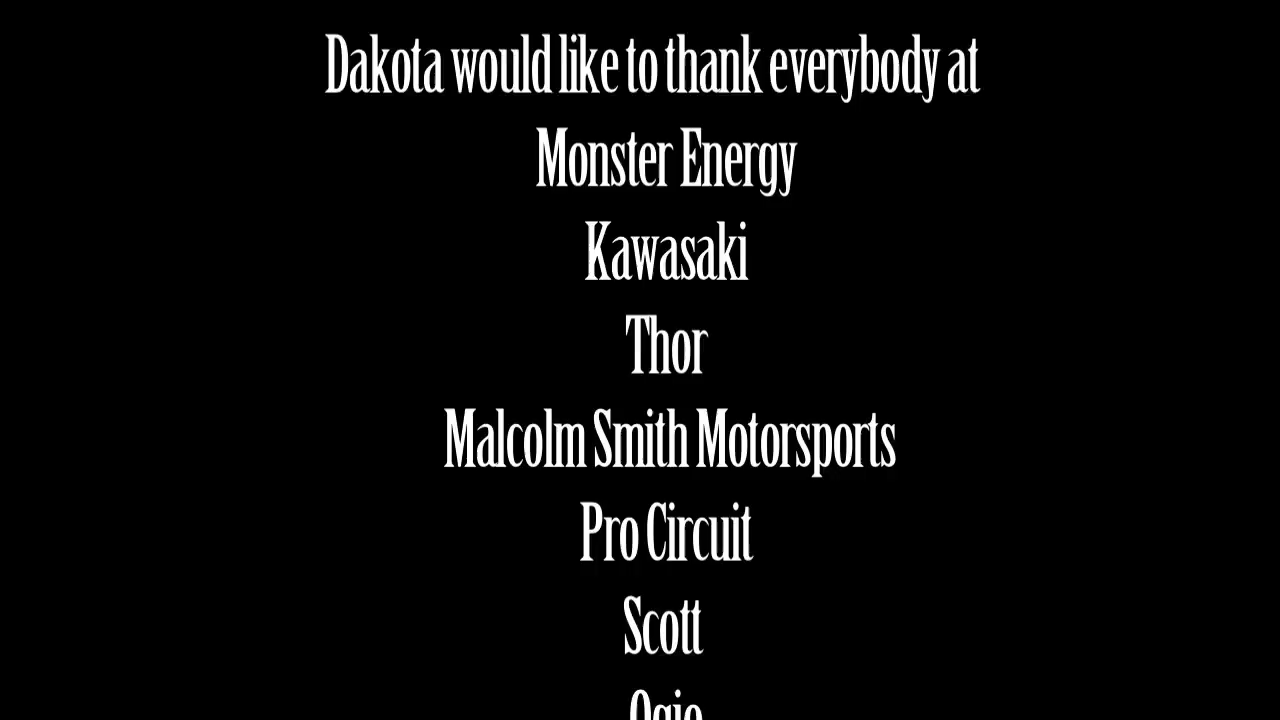 Dakota would like to thank everybody at
Monster Energy
Kawasaki
Thor
Malcolm Smith Motorsports
Pro Circuit
Scott
Ogio